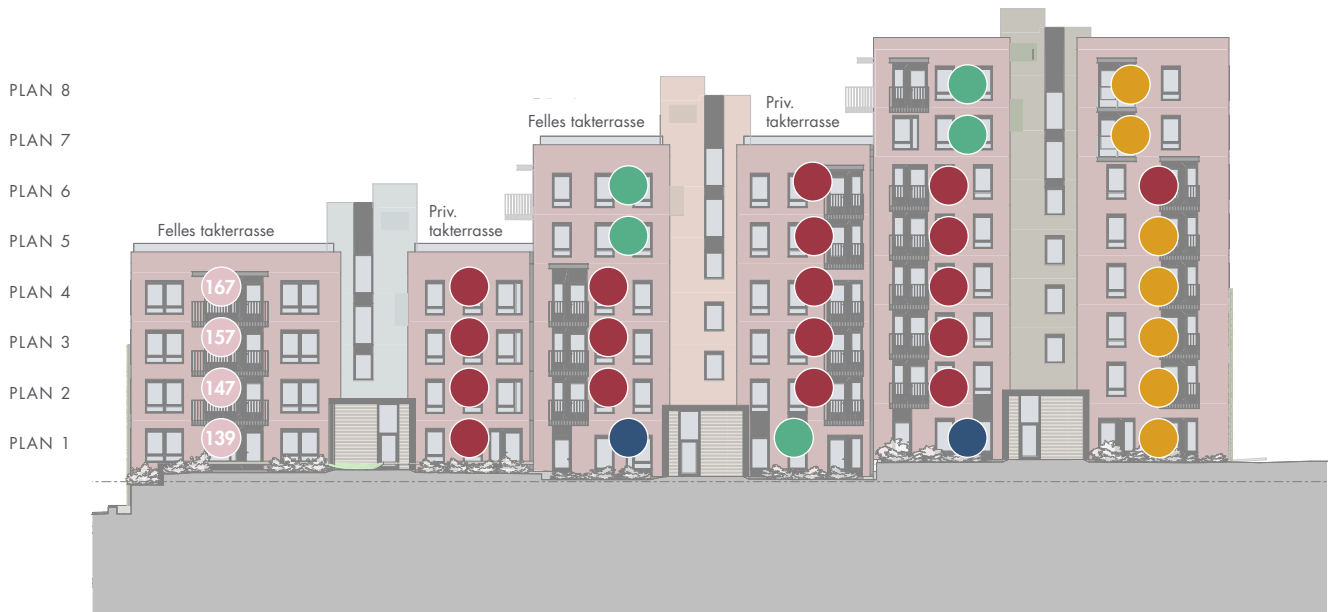 PLAN 8
PLAN 7
PLAN 6
PLAN 5
PLAN 4
PLAN 3
PLAN 2
PLAN 1
Felles takterrasse
Priv.
takterrasse
Felles takterrasse
Priv.
takterrasse
167
157
147
139